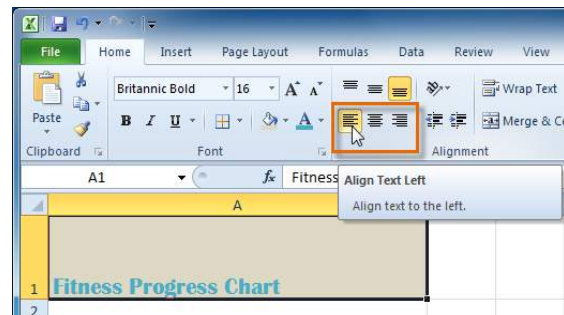 File Home Insert Page Layout Formulas Data Review View
Britannic Bold 16 A A Wrap Text
Paste B I U A Merge & C
Clipboard Font Alignment
A1 fx Fitness
Align Text Left
Align text to the left.
A
1 Fitness Progress Chart
2